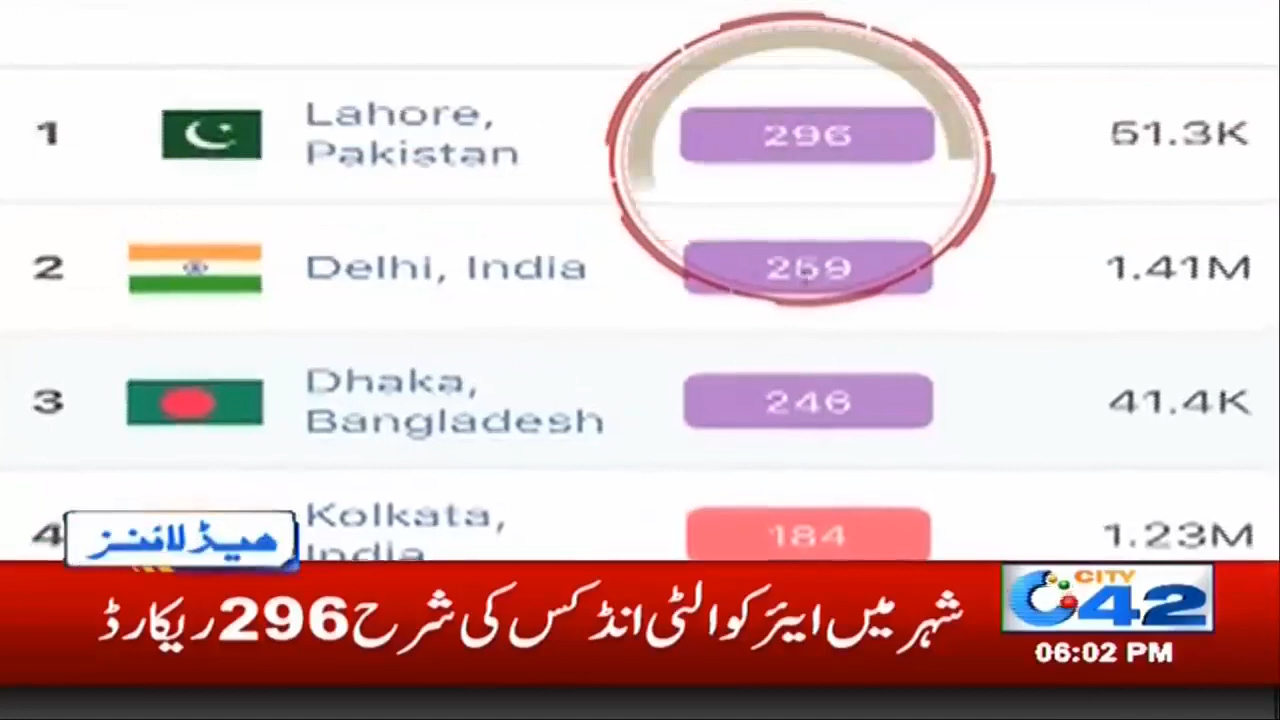 1 Lahore, Pakistan 296 51.3K
2 Delhi, India 259 1.41M
3 Dhaka, Bangladesh 246 41.4K
4 Kolkata, India 184 1.23M
ہیڈلائنز
شہر میں ایئر کوالٹی انڈکس کی شرح 296 ریکارڈ
CITY 42
06:02 PM